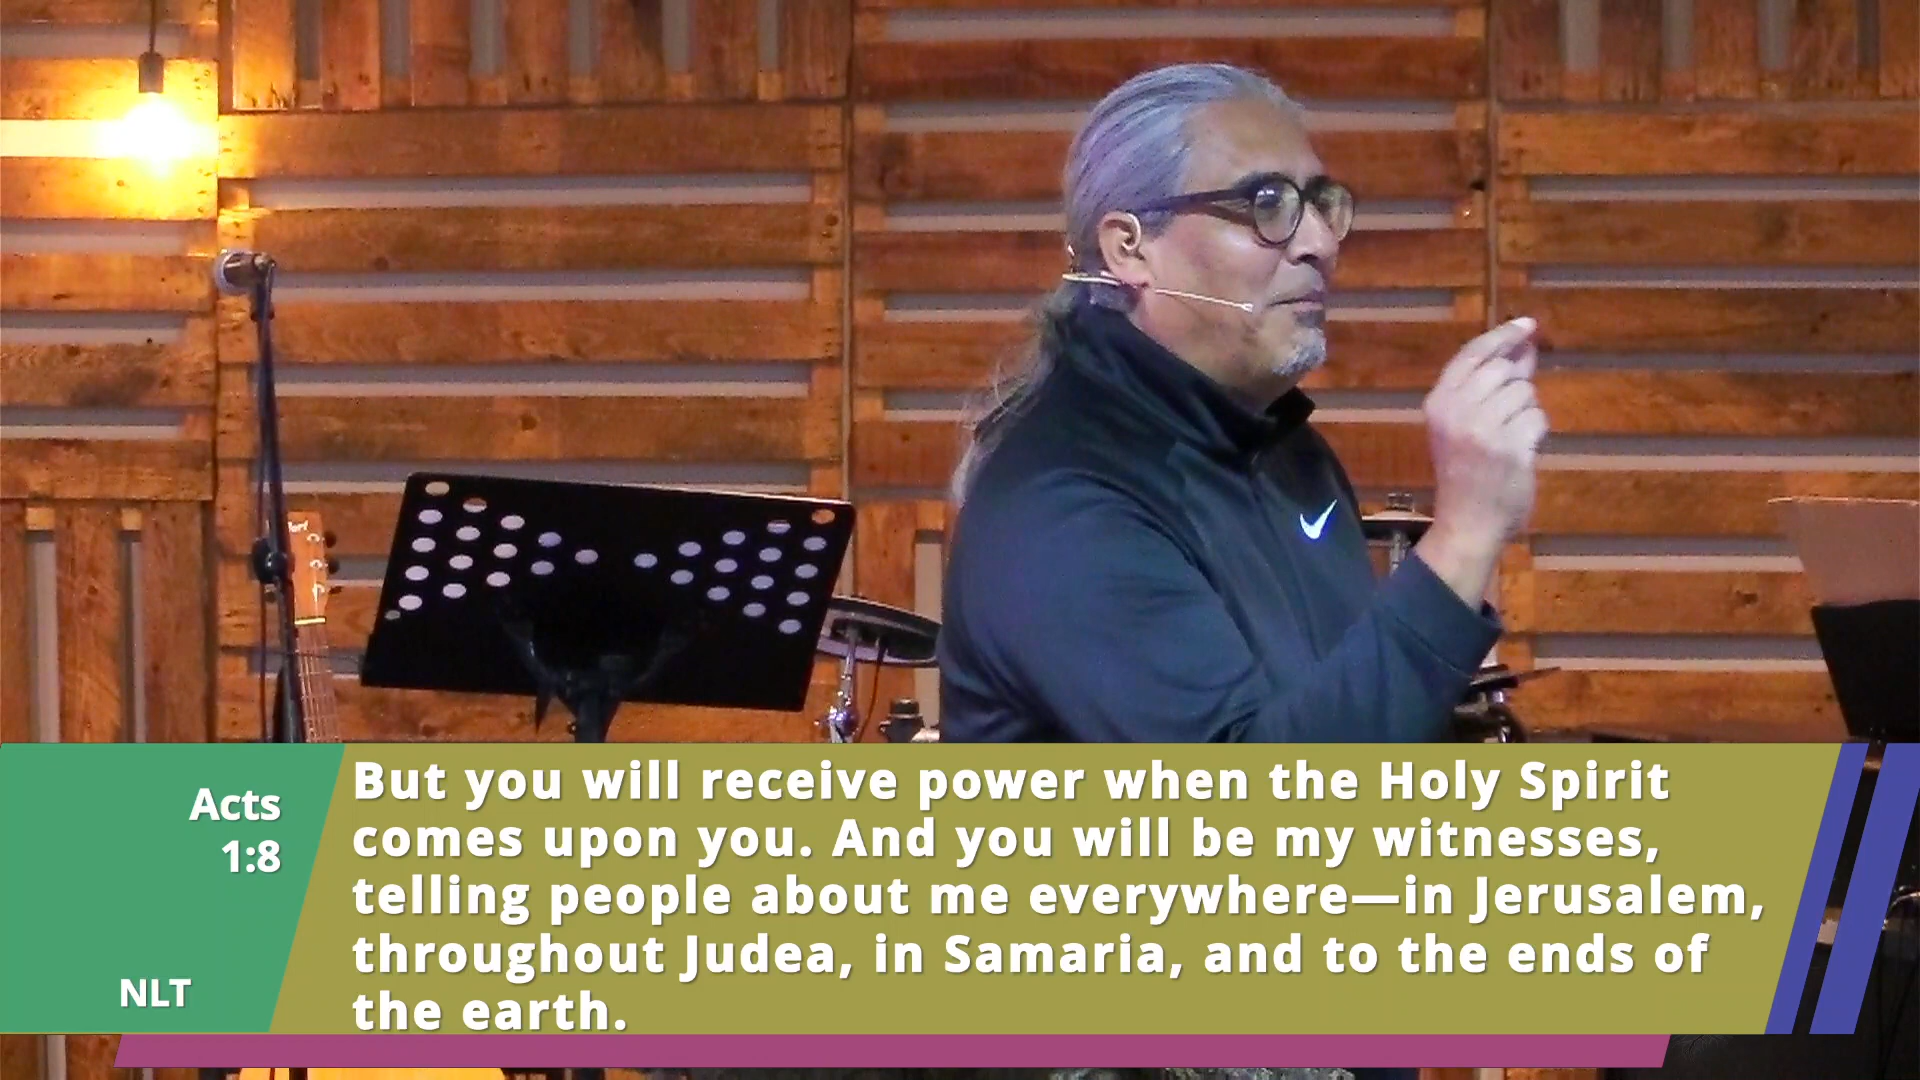 Acts
1:8
NLT
But you will receive power when the Holy Spirit
comes upon you. And you will be my witnesses,
telling people about me everywhere—in Jerusalem,
throughout Judea, in Samaria, and to the ends of
the earth.